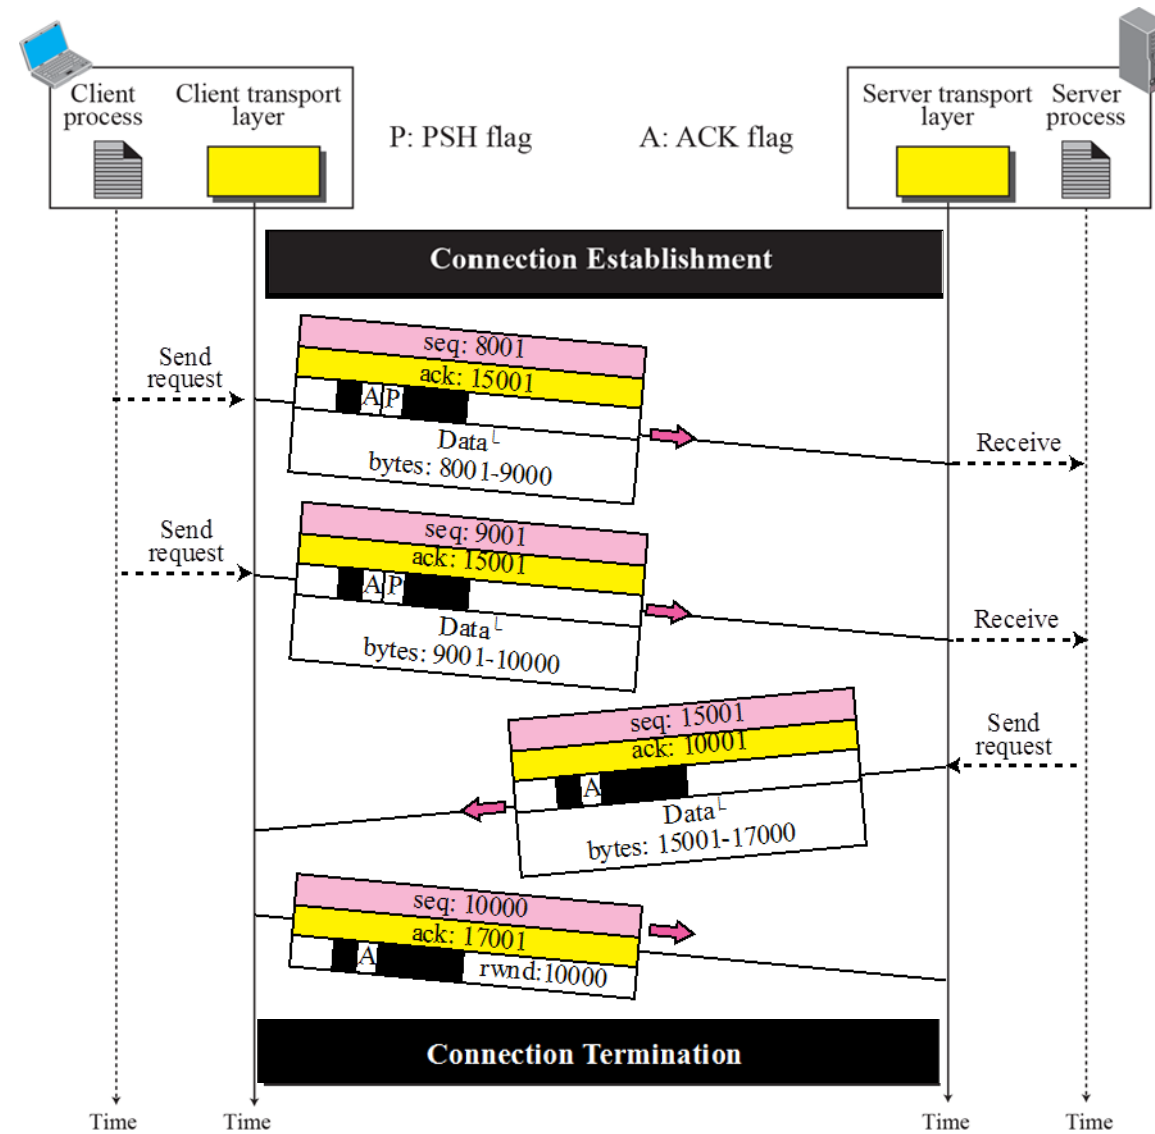 Client
process
Client transport
layer
P: PSH flag
A: ACK flag
Server transport
layer
Server
process
Connection Establishment
Send
request
seq: 8001
ack: 15001
A P
Data
bytes: 8001-9000
Receive
Send
request
seq: 9001
ack: 15001
A P
Data
bytes: 9001-10000
Receive
Send
request
seq: 15001
ack: 10001
A
Data
bytes: 15001-17000
seq: 10000
ack: 17001
A
rwnd:10000
Connection Termination
Time
Time
Time
Time